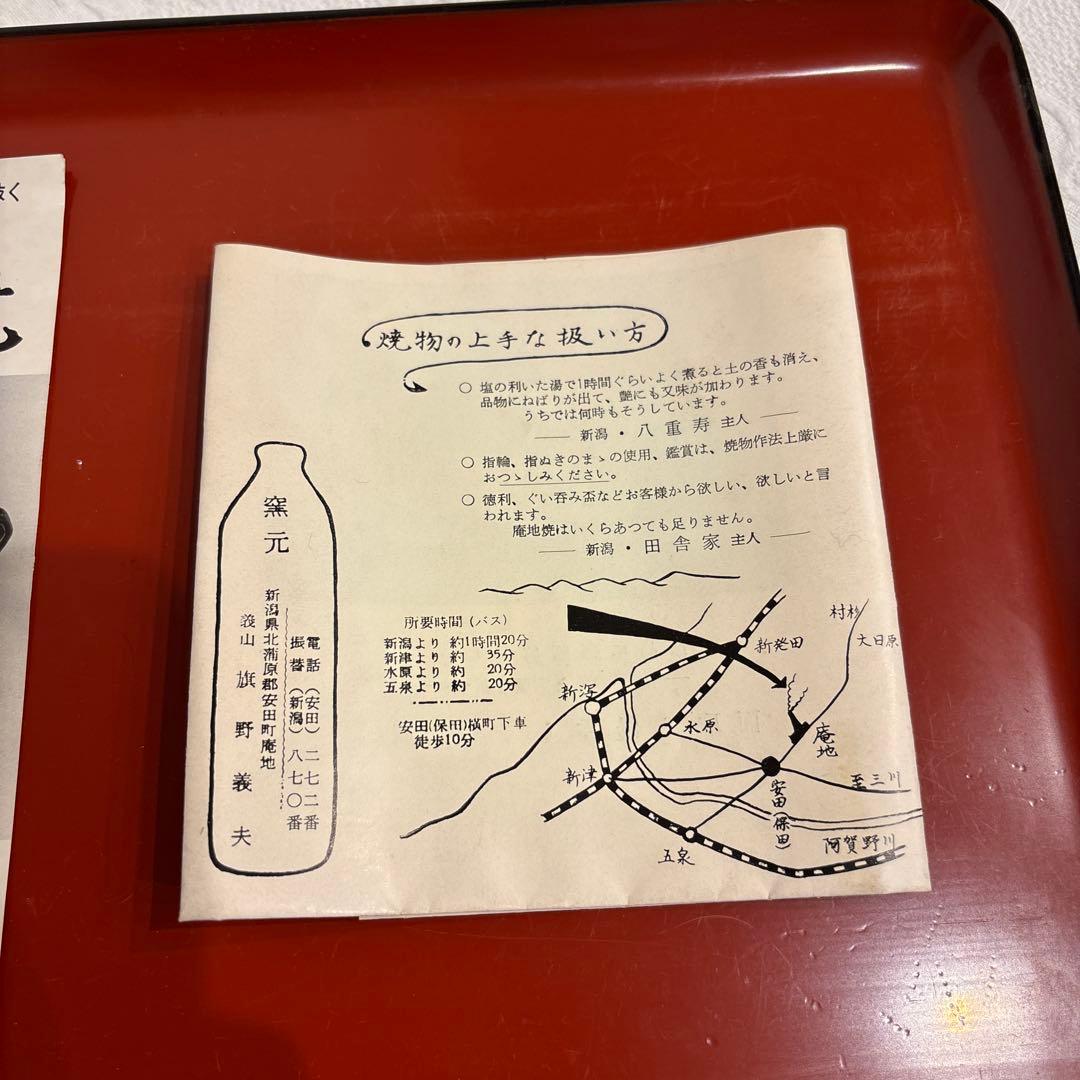 焼物の上手な扱い方
○ 塩の利いた湯で1時間ぐらいよく煮ると土の香も消え、
品物にねばりが出て、艶にも又味が加わります。
うちでは何時もそうしています。
── 新潟・八重寿 主人 ──
○ 指輪、指ぬきのまゝの使用、鑑賞は、焼物作法上厳に
おつゝしみください。
○ 徳利、ぐい呑み盃などお客様から欲しい、欲しいと言
われます。
庵地焼はいくらあつても足りません。
── 新潟・田舎家 主人 ──
窯元
電話(安田)二七二番
振替(新潟)八七〇番
新潟県北蒲原郡安田町庵地
義山 旗野義夫
所要時間(バス)
新潟より 約1時間20分
新津より 約 35分
水原より 約 20分
五泉より 約 20分
安田(保田)横町下車
徒歩10分
村杉
大日原
新発田
新潟
水原
庵地
新津
至三川
安田(保田)
五泉
阿賀野川
く